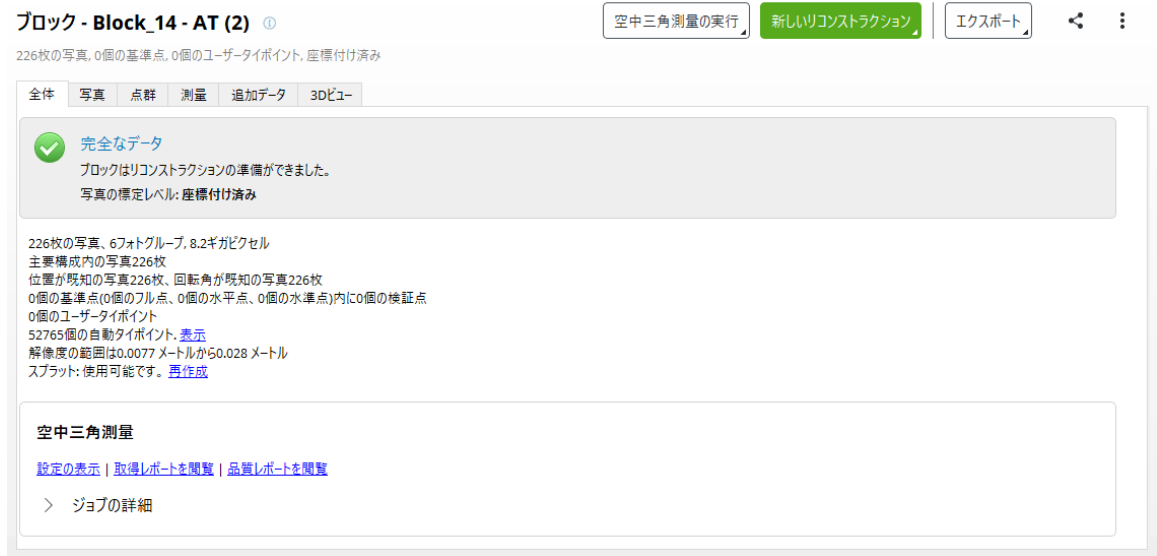 ブロック - Block_14 - AT (2)
空中三角測量の実行
新しいリコンストラクション
エクスポート
226枚の写真, 0個の基準点, 0個のユーザータイポイント, 座標付け済み
全体 写真 点群 測量 追加データ 3Dビュー
完全なデータ
ブロックはリコンストラクションの準備ができました。
写真の標定レベル: 座標付け済み
226枚の写真、6フォトグループ, 8.2ギガピクセル
主要構成内の写真226枚
位置が既知の写真226枚、回転角が既知の写真226枚
0個の基準点(0個のフル点、0個の水平点、0個の水準点)内に0個の検証点
0個のユーザータイポイント
52765個の自動タイポイント. 表示
解像度の範囲は0.0077 メートルから0.028 メートル
スプラット: 使用可能です。 再作成
空中三角測量
設定の表示 | 取得レポートを閲覧 | 品質レポートを閲覧
ジョブの詳細